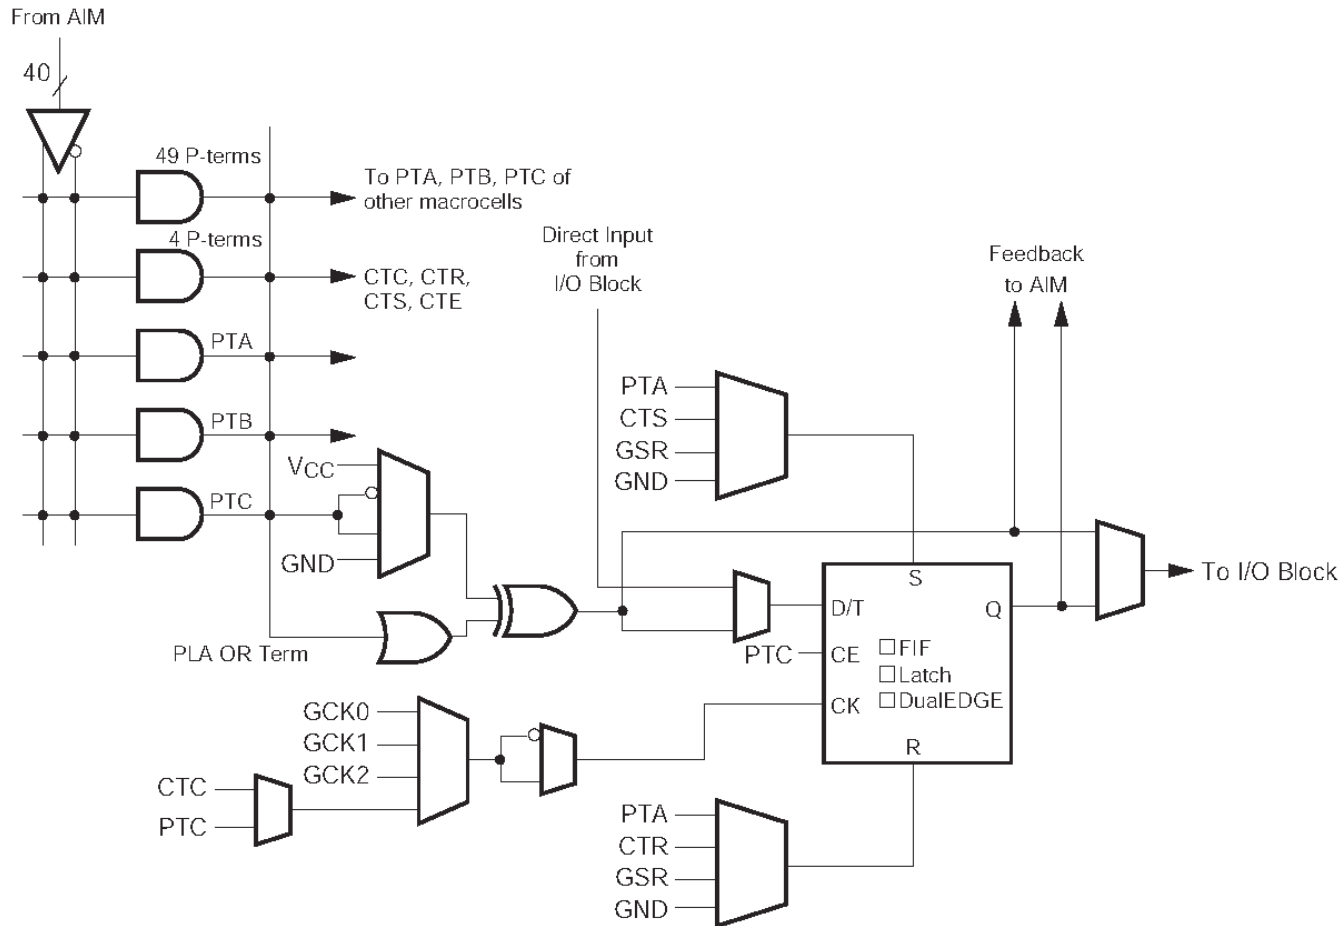 From AIM
40
49 P-terms
To PTA, PTB, PTC of
other macrocells
4 P-terms
CTC, CTR,
CTS, CTE
Direct Input
from
I/O Block
Feedback
to AIM
PTA
PTB
PTC
VCC
GND
PLA OR Term
PTA
CTS
GSR
GND
S
D/T
Q
PTC
CE
FIF
Latch
DualEDGE
CK
R
To I/O Block
GCK0
GCK1
GCK2
CTC
PTC
PTA
CTR
GSR
GND